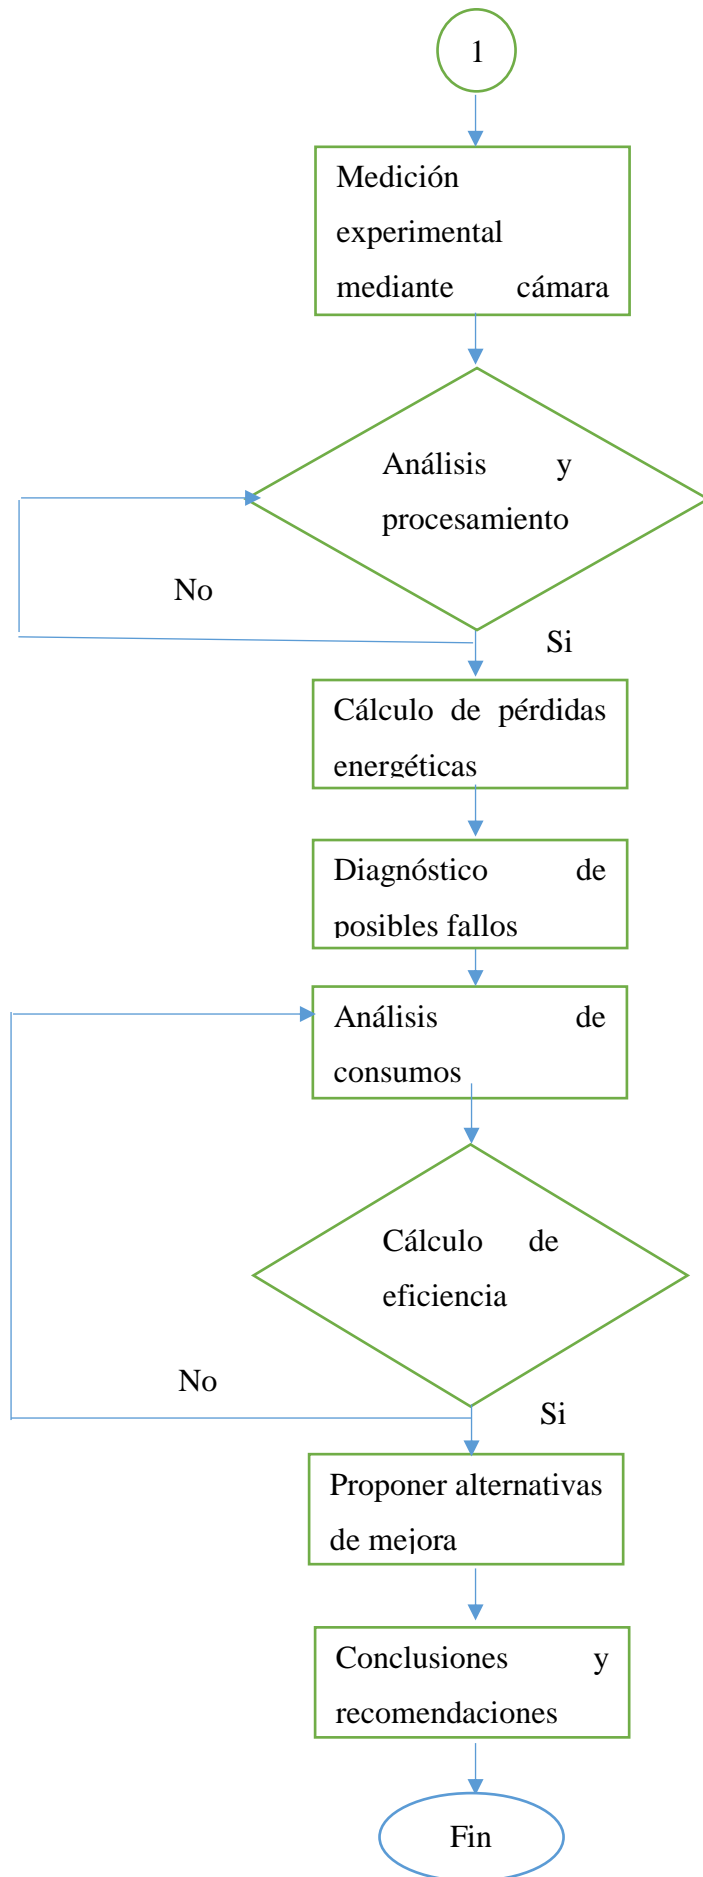 1
Medición
experimental
mediante cámara
Análisis y
procesamiento
No
Si
Cálculo de pérdidas
energéticas
Diagnóstico de
posibles fallos
Análisis de
consumos
Cálculo de
eficiencia
No
Si
Proponer alternativas
de mejora
Conclusiones y
recomendaciones
Fin